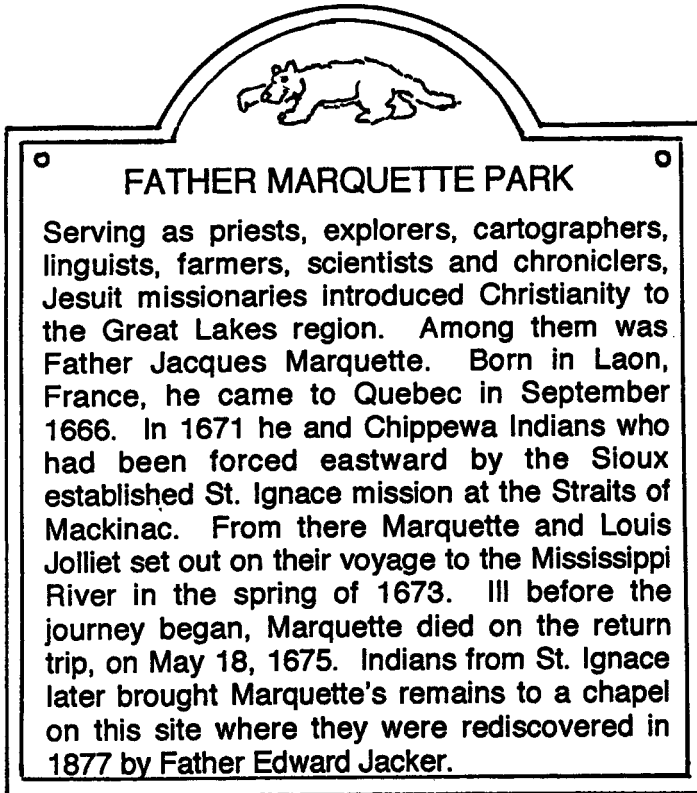 FATHER MARQUETTE PARK
Serving as priests, explorers, cartographers,
linguists, farmers, scientists and chroniclers,
Jesuit missionaries introduced Christianity to
the Great Lakes region. Among them was
Father Jacques Marquette. Born in Laon,
France, he came to Quebec in September
1666. In 1671 he and Chippewa Indians who
had been forced eastward by the Sioux
established St. Ignace mission at the Straits of
Mackinac. From there Marquette and Louis
Jolliet set out on their voyage to the Mississippi
River in the spring of 1673. Ill before the
journey began, Marquette died on the return
trip, on May 18, 1675. Indians from St. Ignace
later brought Marquette's remains to a chapel
on this site where they were rediscovered in
1877 by Father Edward Jacker.